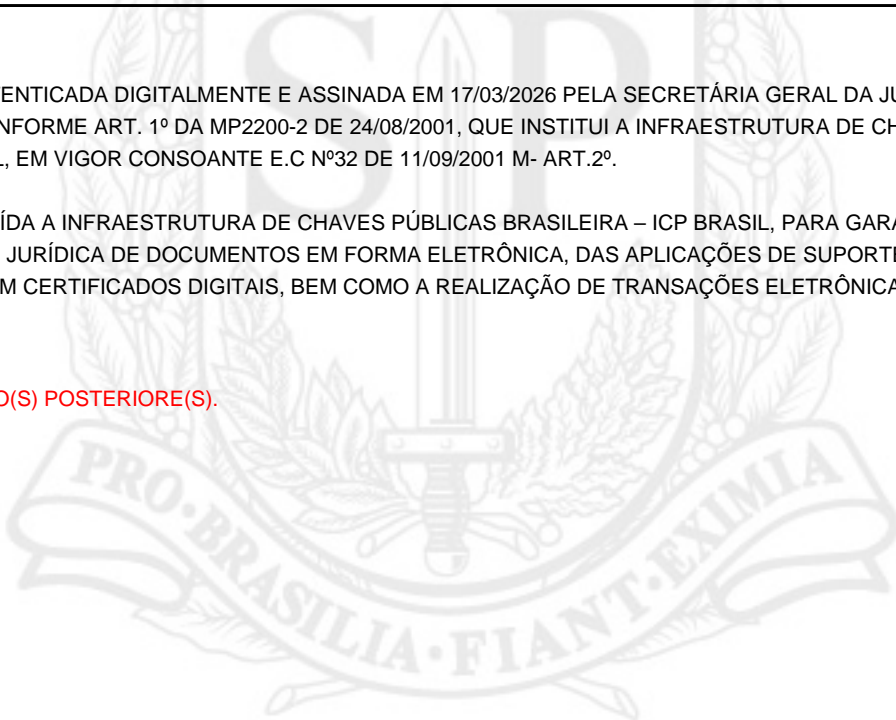 ENTICADA DIGITALMENTE E ASSINADA EM 17/03/2026 PELA SECRETÁRIA GERAL DA JU
NFORME ART. 1º DA MP2200-2 DE 24/08/2001, QUE INSTITUI A INFRAESTRUTURA DE CH
L, EM VIGOR CONSOANTE E.C Nº32 DE 11/09/2001 M- ART.2º.
ÍDA A INFRAESTRUTURA DE CHAVES PÚBLICAS BRASILEIRA – ICP BRASIL, PARA GARA
JURÍDICA DE DOCUMENTOS EM FORMA ELETRÔNICA, DAS APLICAÇÕES DE SUPORTE
M CERTIFICADOS DIGITAIS, BEM COMO A REALIZAÇÃO DE TRANSAÇÕES ELETRÔNICA
O(S) POSTERIORE(S).
SP
PRO·BRASILIA·FIANT·EXIMIA